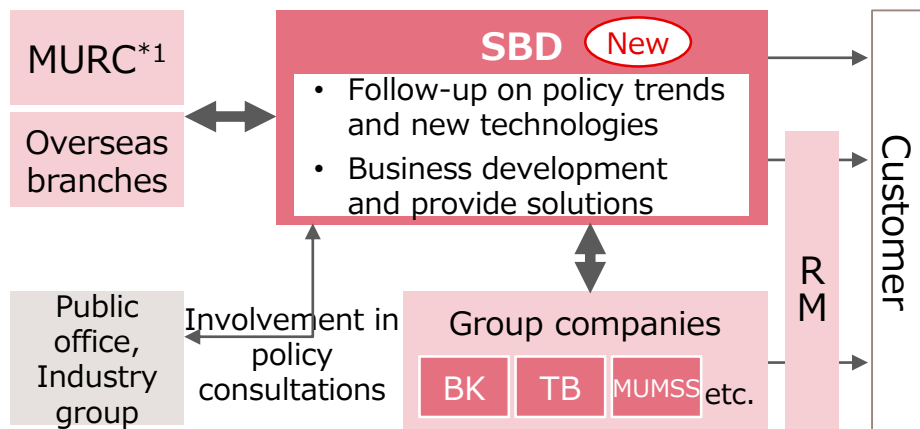 MURC*1
Overseas
branches
SBD
New
• Follow-up on policy trends
and new technologies
• Business development
and provide solutions
Public
office,
Industry
group
Involvement in
policy
consultations
Group companies
BK
TB
MUMSS
etc.
R
M
Customer